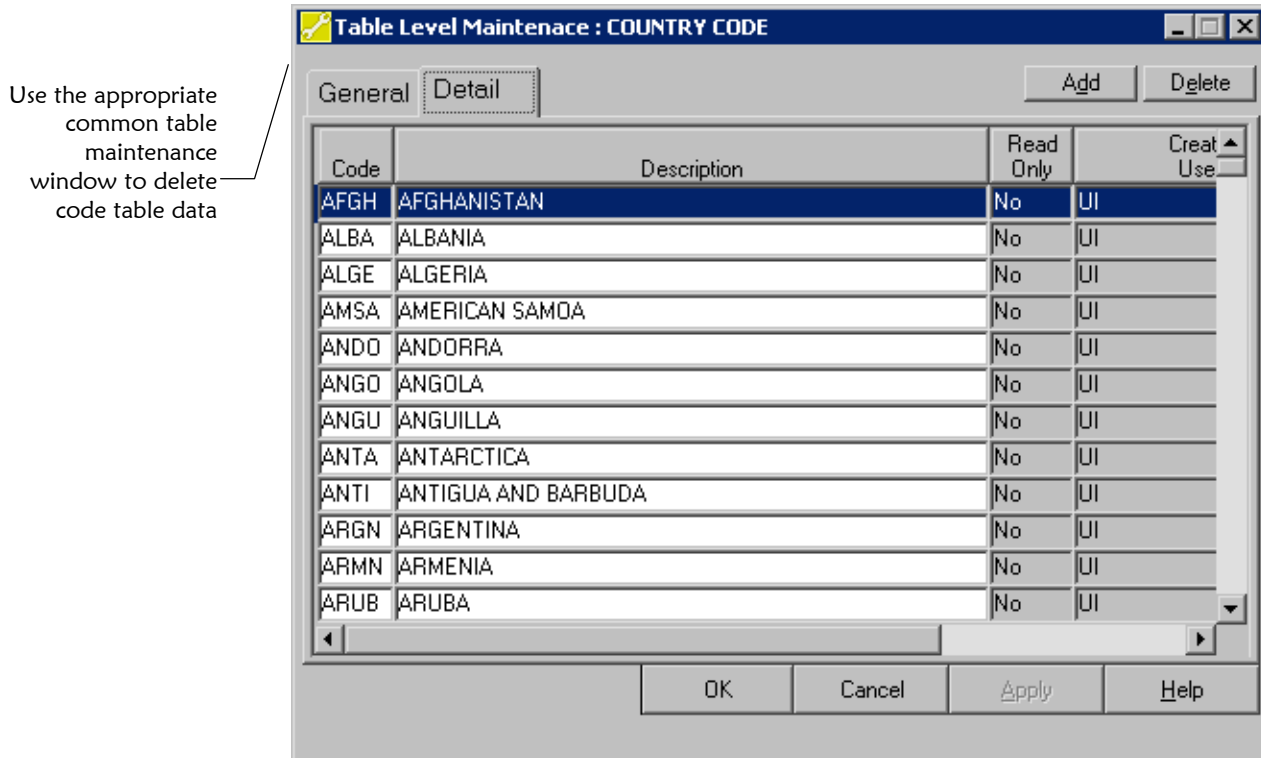 Table Level Maintenace : COUNTRY CODE
Use the appropriate
common table
maintenance
window to delete
code table data
General Detail Add Delete
Code Description Read Only Creat Use
AFGH AFGHANISTAN No UI
ALBA ALBANIA No UI
ALGE ALGERIA No UI
AMSA AMERICAN SAMOA No UI
ANDO ANDORRA No UI
ANGO ANGOLA No UI
ANGU ANGUILLA No UI
ANTA ANTARCTICA No UI
ANTI ANTIGUA AND BARBUDA No UI
ARGN ARGENTINA No UI
ARMN ARMENIA No UI
ARUB ARUBA No UI
OK Cancel Apply Help